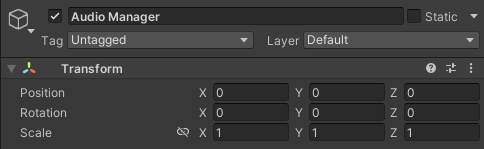 Audio Manager Static
Tag Untagged Layer Default
Transform
Position X 0 Y 0 Z 0
Rotation X 0 Y 0 Z 0
Scale X 1 Y 1 Z 1